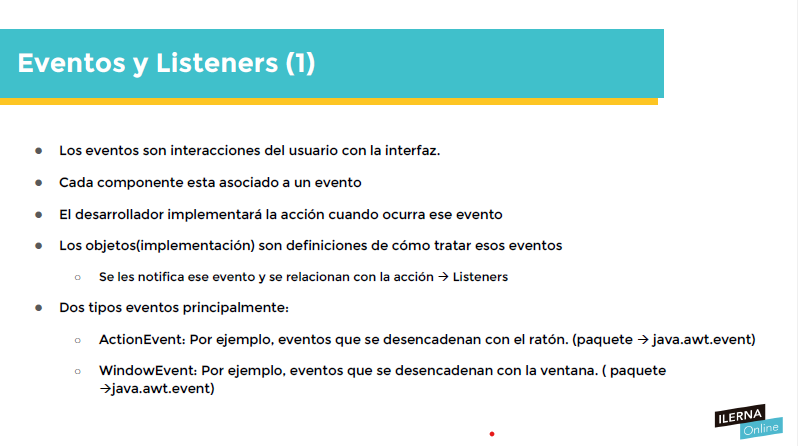 Eventos y Listeners (1)
● Los eventos son interacciones del usuario con la interfaz.
● Cada componente esta asociado a un evento
● El desarrollador implementará la acción cuando ocurra ese evento
● Los objetos(implementación) son definiciones de cómo tratar esos eventos
○ Se les notifica ese evento y se relacionan con la acción → Listeners
● Dos tipos eventos principalmente:
○ ActionEvent: Por ejemplo, eventos que se desencadenan con el ratón. (paquete → java.awt.event)
○ WindowEvent: Por ejemplo, eventos que se desencadenan con la ventana. ( paquete
→java.awt.event)
ILERNA
Online